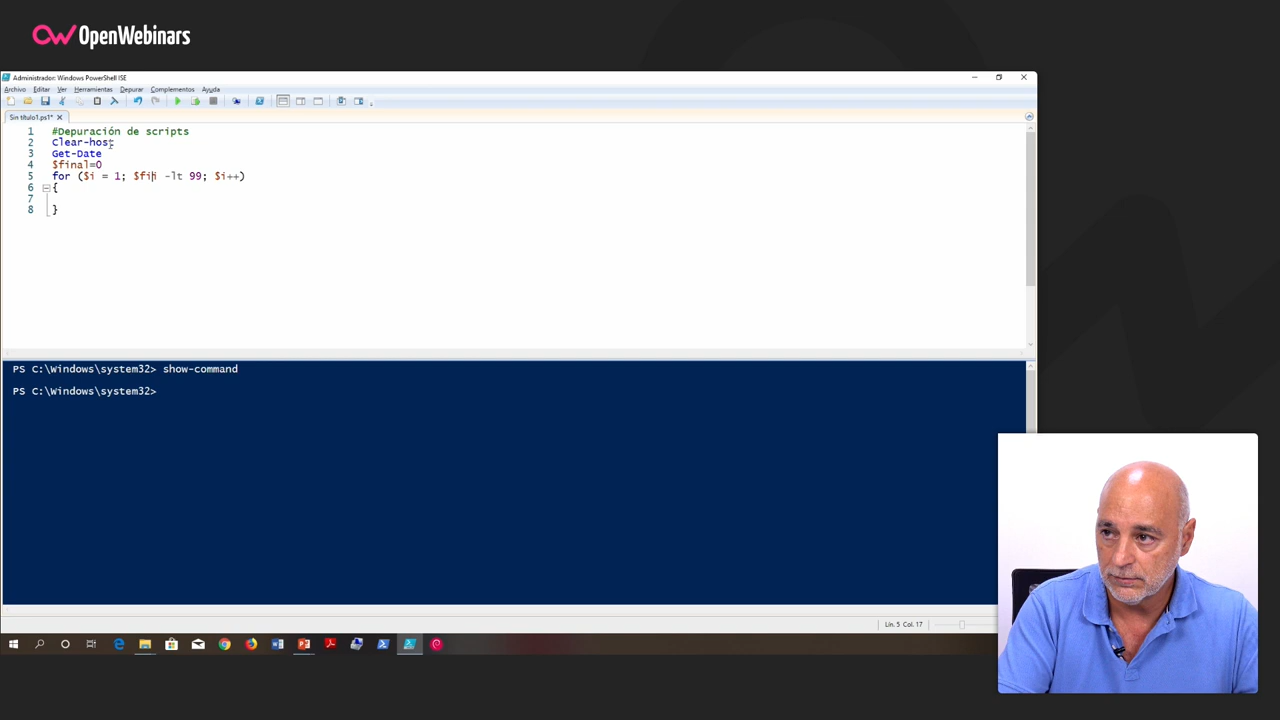 OpenWebinars
Administrador: Windows PowerShell ISE
Archivo Editar Ver Herramientas Depurar Complementos Ayuda
Sin título1.ps1*
1 #Depuración de scripts
2 Clear-host
3 Get-Date
4 $final=0
5 for ($i = 1; $fin -lt 99; $i++)
6 {
7
8 }
PS C:\Windows\system32> show-command
PS C:\Windows\system32>
Lín. 5 Col. 17